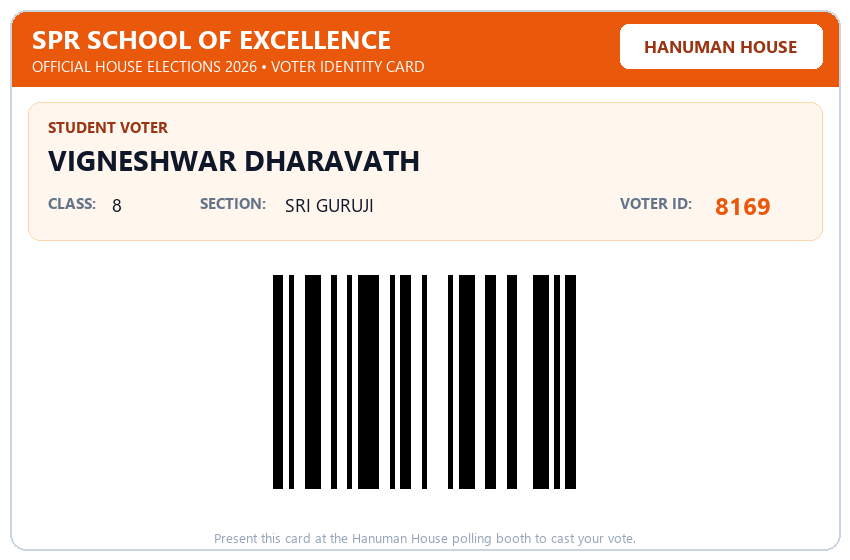 SPR SCHOOL OF EXCELLENCE
OFFICIAL HOUSE ELECTIONS 2026 • VOTER IDENTITY CARD
HANUMAN HOUSE
STUDENT VOTER
VIGNESHWAR DHARAVATH
CLASS: 8 SECTION: SRI GURUJI VOTER ID: 8169
Present this card at the Hanuman House polling booth to cast your vote.